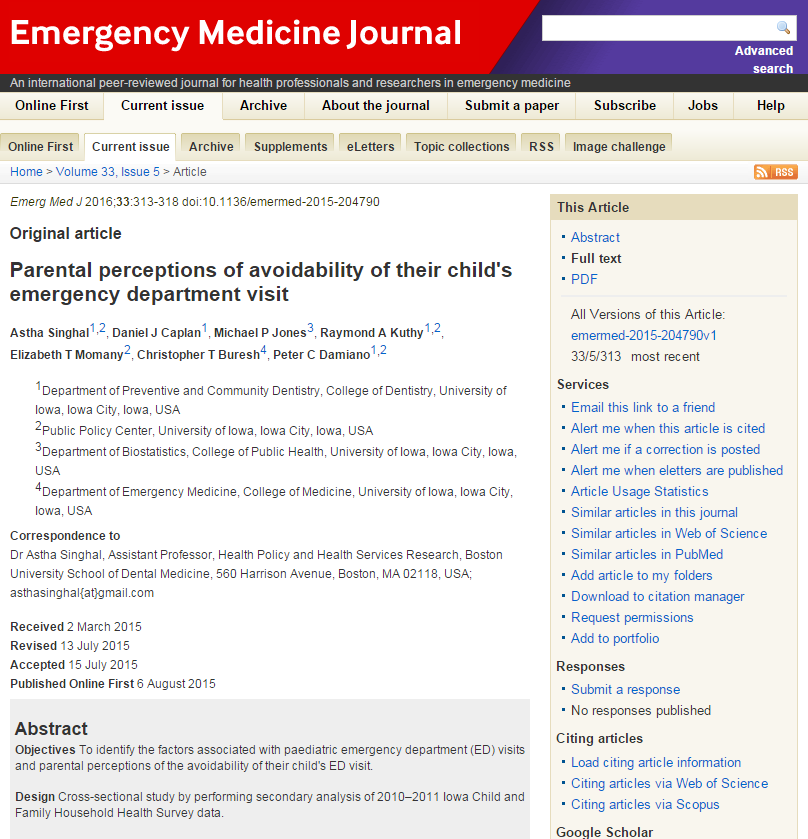 Emergency Medicine Journal
Advanced
search
An international peer-reviewed journal for health professionals and researchers in emergency medicine
Online First Current issue Archive About the journal Submit a paper Subscribe Jobs Help
Online First Current issue Archive Supplements eLetters Topic collections RSS Image challenge
Home > Volume 33, Issue 5 > Article
RSS
Emerg Med J 2016;33:313-318 doi:10.1136/emermed-2015-204790
Original article
Parental perceptions of avoidability of their child's
emergency department visit
Astha Singhal1,2, Daniel J Caplan1, Michael P Jones3, Raymond A Kuthy1,2,
Elizabeth T Momany2, Christopher T Buresh4, Peter C Damiano1,2
1Department of Preventive and Community Dentistry, College of Dentistry, University of
Iowa, Iowa City, Iowa, USA
2Public Policy Center, University of Iowa, Iowa City, Iowa, USA
3Department of Biostatistics, College of Public Health, University of Iowa, Iowa City, Iowa,
USA
4Department of Emergency Medicine, College of Medicine, University of Iowa, Iowa City,
Iowa, USA
Correspondence to
Dr Astha Singhal, Assistant Professor, Health Policy and Health Services Research, Boston
University School of Dental Medicine, 560 Harrison Avenue, Boston, MA 02118, USA;
asthasinghal{at}gmail.com
Received 2 March 2015
Revised 13 July 2015
Accepted 15 July 2015
Published Online First 6 August 2015
Abstract
Objectives To identify the factors associated with paediatric emergency department (ED) visits
and parental perceptions of the avoidability of their child's ED visit.
Design Cross-sectional study by performing secondary analysis of 2010–2011 Iowa Child and
Family Household Health Survey data.
This Article
Abstract
Full text
PDF
All Versions of this Article:
emermed-2015-204790v1
33/5/313 most recent
Services
Email this link to a friend
Alert me when this article is cited
Alert me if a correction is posted
Alert me when eletters are published
Article Usage Statistics
Similar articles in this journal
Similar articles in Web of Science
Similar articles in PubMed
Add article to my folders
Download to citation manager
Request permissions
Add to portfolio
Responses
Submit a response
No responses published
Citing articles
Load citing article information
Citing articles via Web of Science
Citing articles via Scopus
Google Scholar